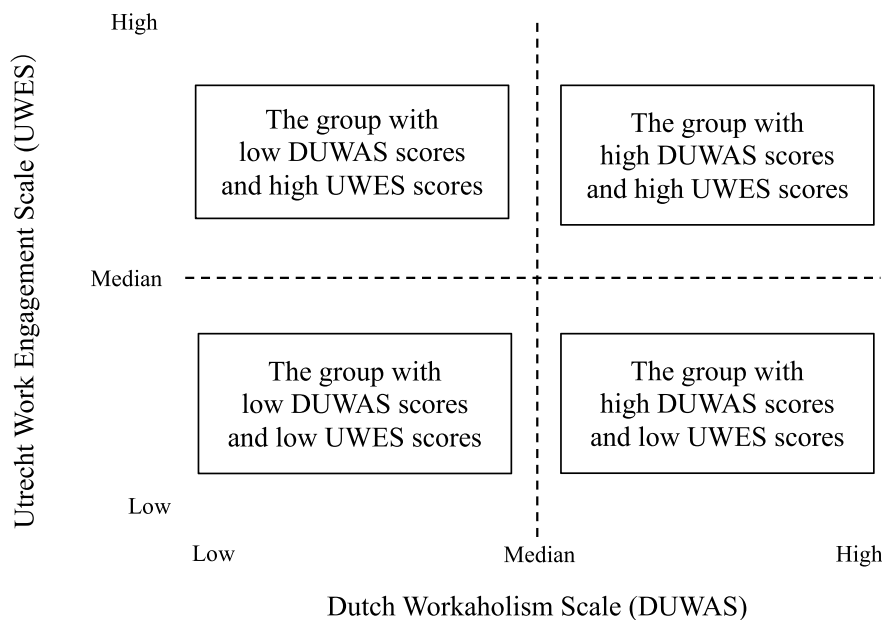 High
Utrecht Work Engagement Scale (UWES)
The group with
low DUWAS scores
and high UWES scores
The group with
high DUWAS scores
and high UWES scores
Median
The group with
low DUWAS scores
and low UWES scores
The group with
high DUWAS scores
and low UWES scores
Low
Low
Median
High
Dutch Workaholism Scale (DUWAS)